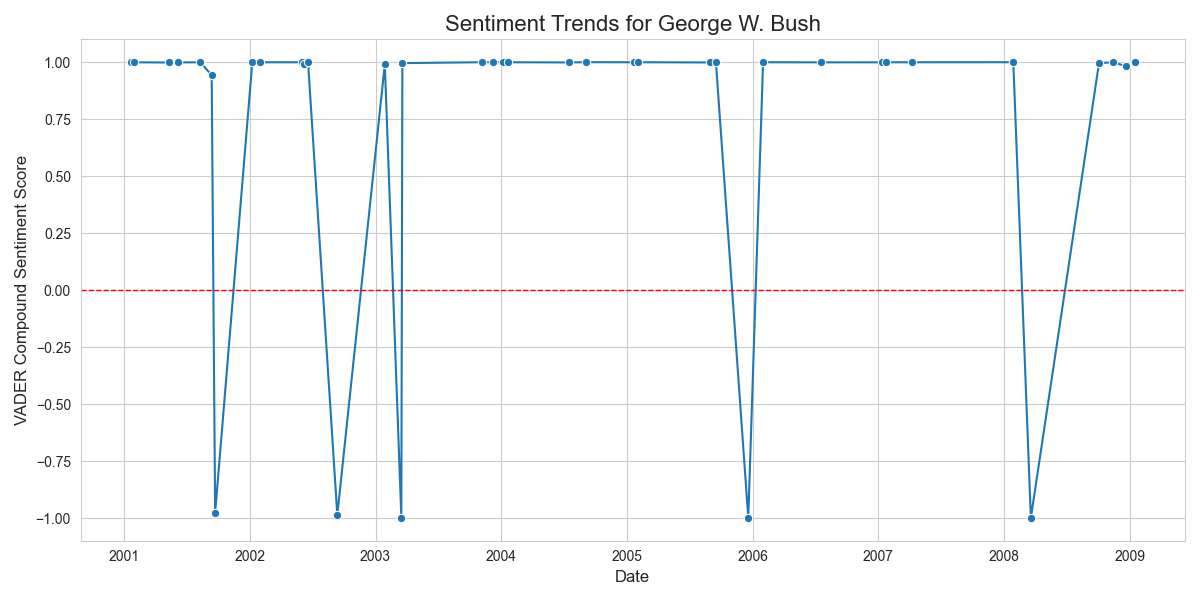 Sentiment Trends for George W. Bush
VADER Compound Sentiment Score
1.00
0.75
0.50
0.25
0.00
−0.25
−0.50
−0.75
−1.00
2001 2002 2003 2004 2005 2006 2007 2008 2009
Date